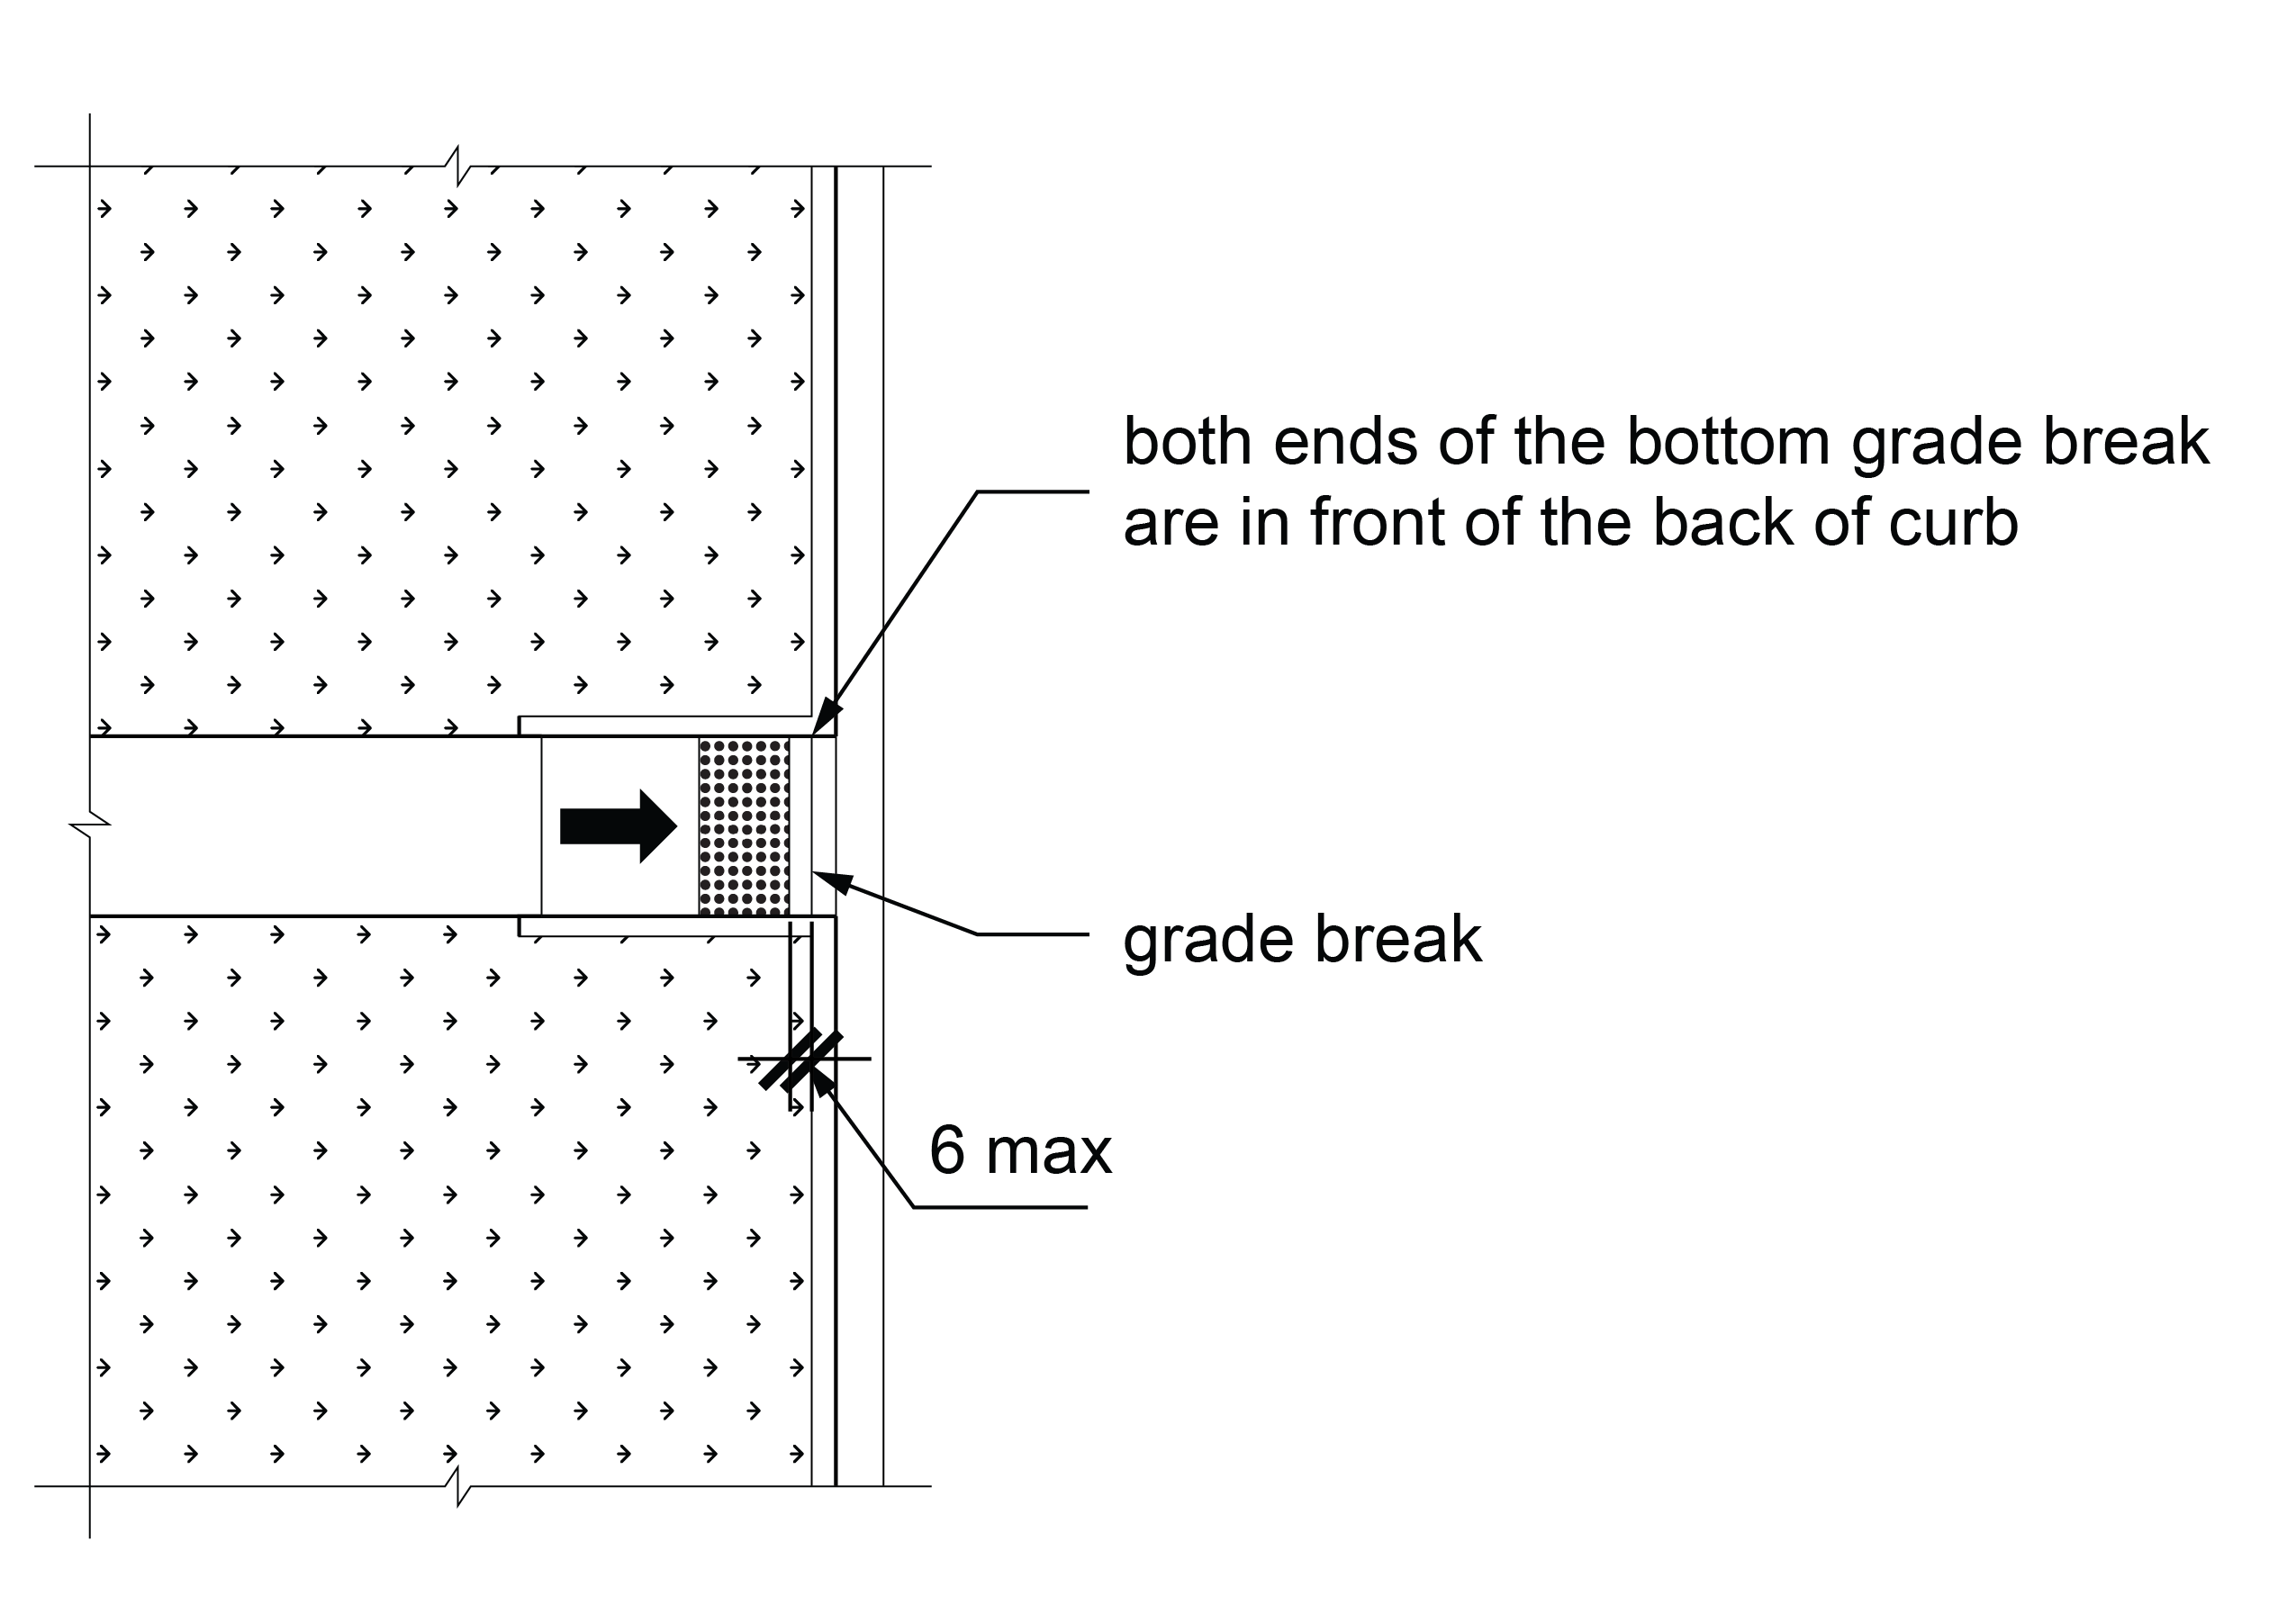 both ends of the bottom grade break
are in front of the back of curb
grade break
6 max